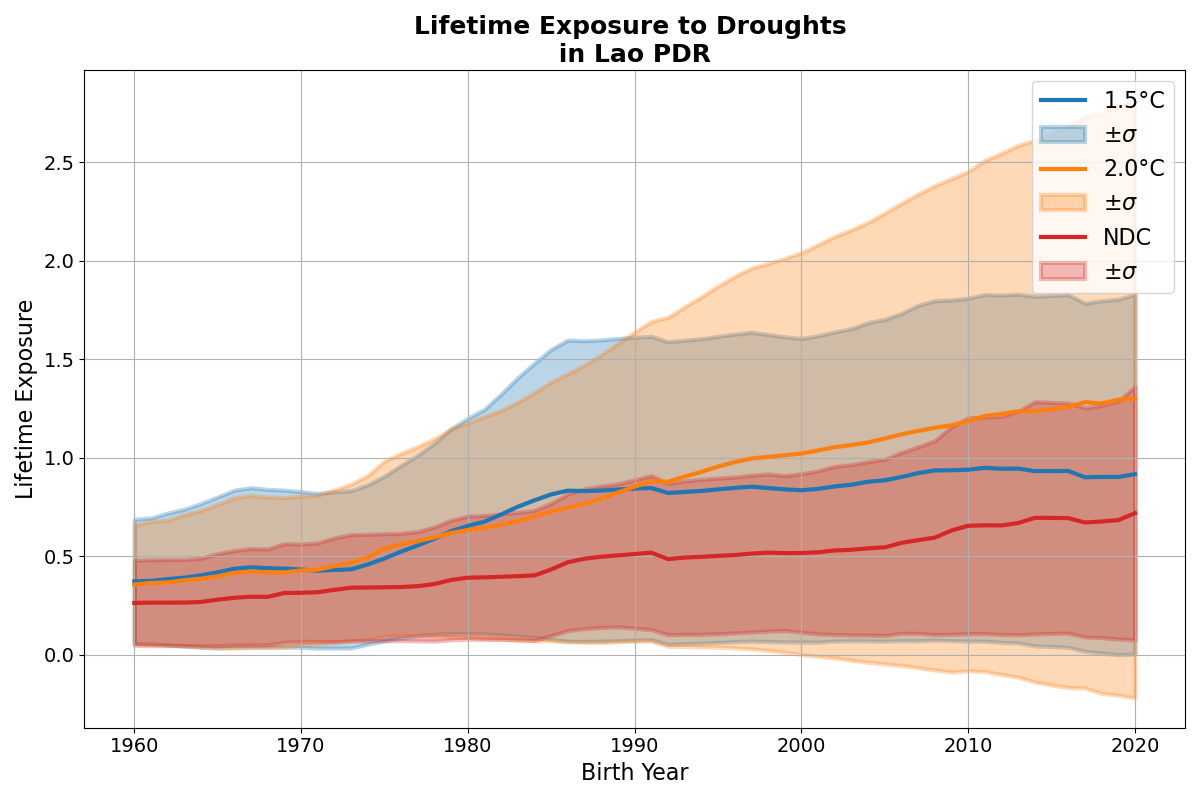 Lifetime Exposure to Droughts
in Lao PDR
Lifetime Exposure
2.5
2.0
1.5
1.0
0.5
0.0
1960
1970
1980
1990
2000
2010
2020
Birth Year
1.5°C
±σ
2.0°C
±σ
NDC
±σ